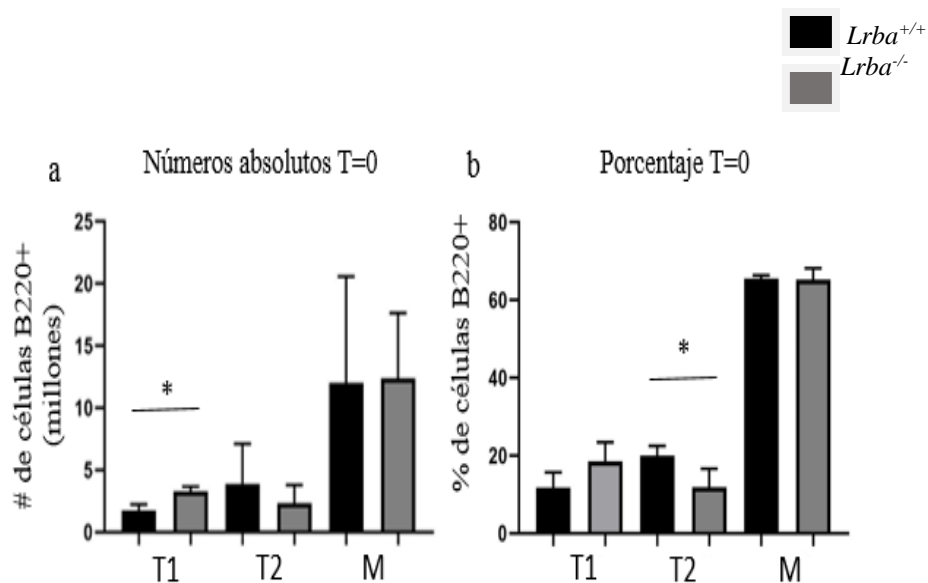 Lrba+/+
Lrba-/-
a
Números absolutos T=0
# de células B220+
(millones)
25
20
15
10
5
0
*
T1
T2
M
b
Porcentaje T=0
% de células B220+
80
60
40
20
0
*
T1
T2
M